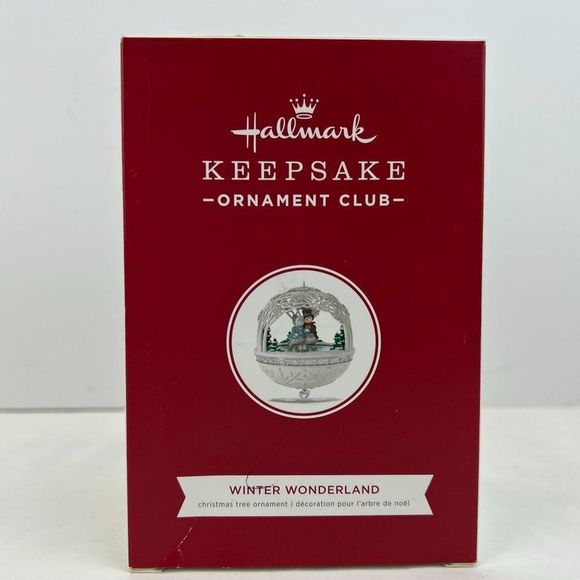 Hallmark
KEEPSAKE
–ORNAMENT CLUB–
WINTER WONDERLAND
christmas tree ornament | décoration pour l'arbre de noël